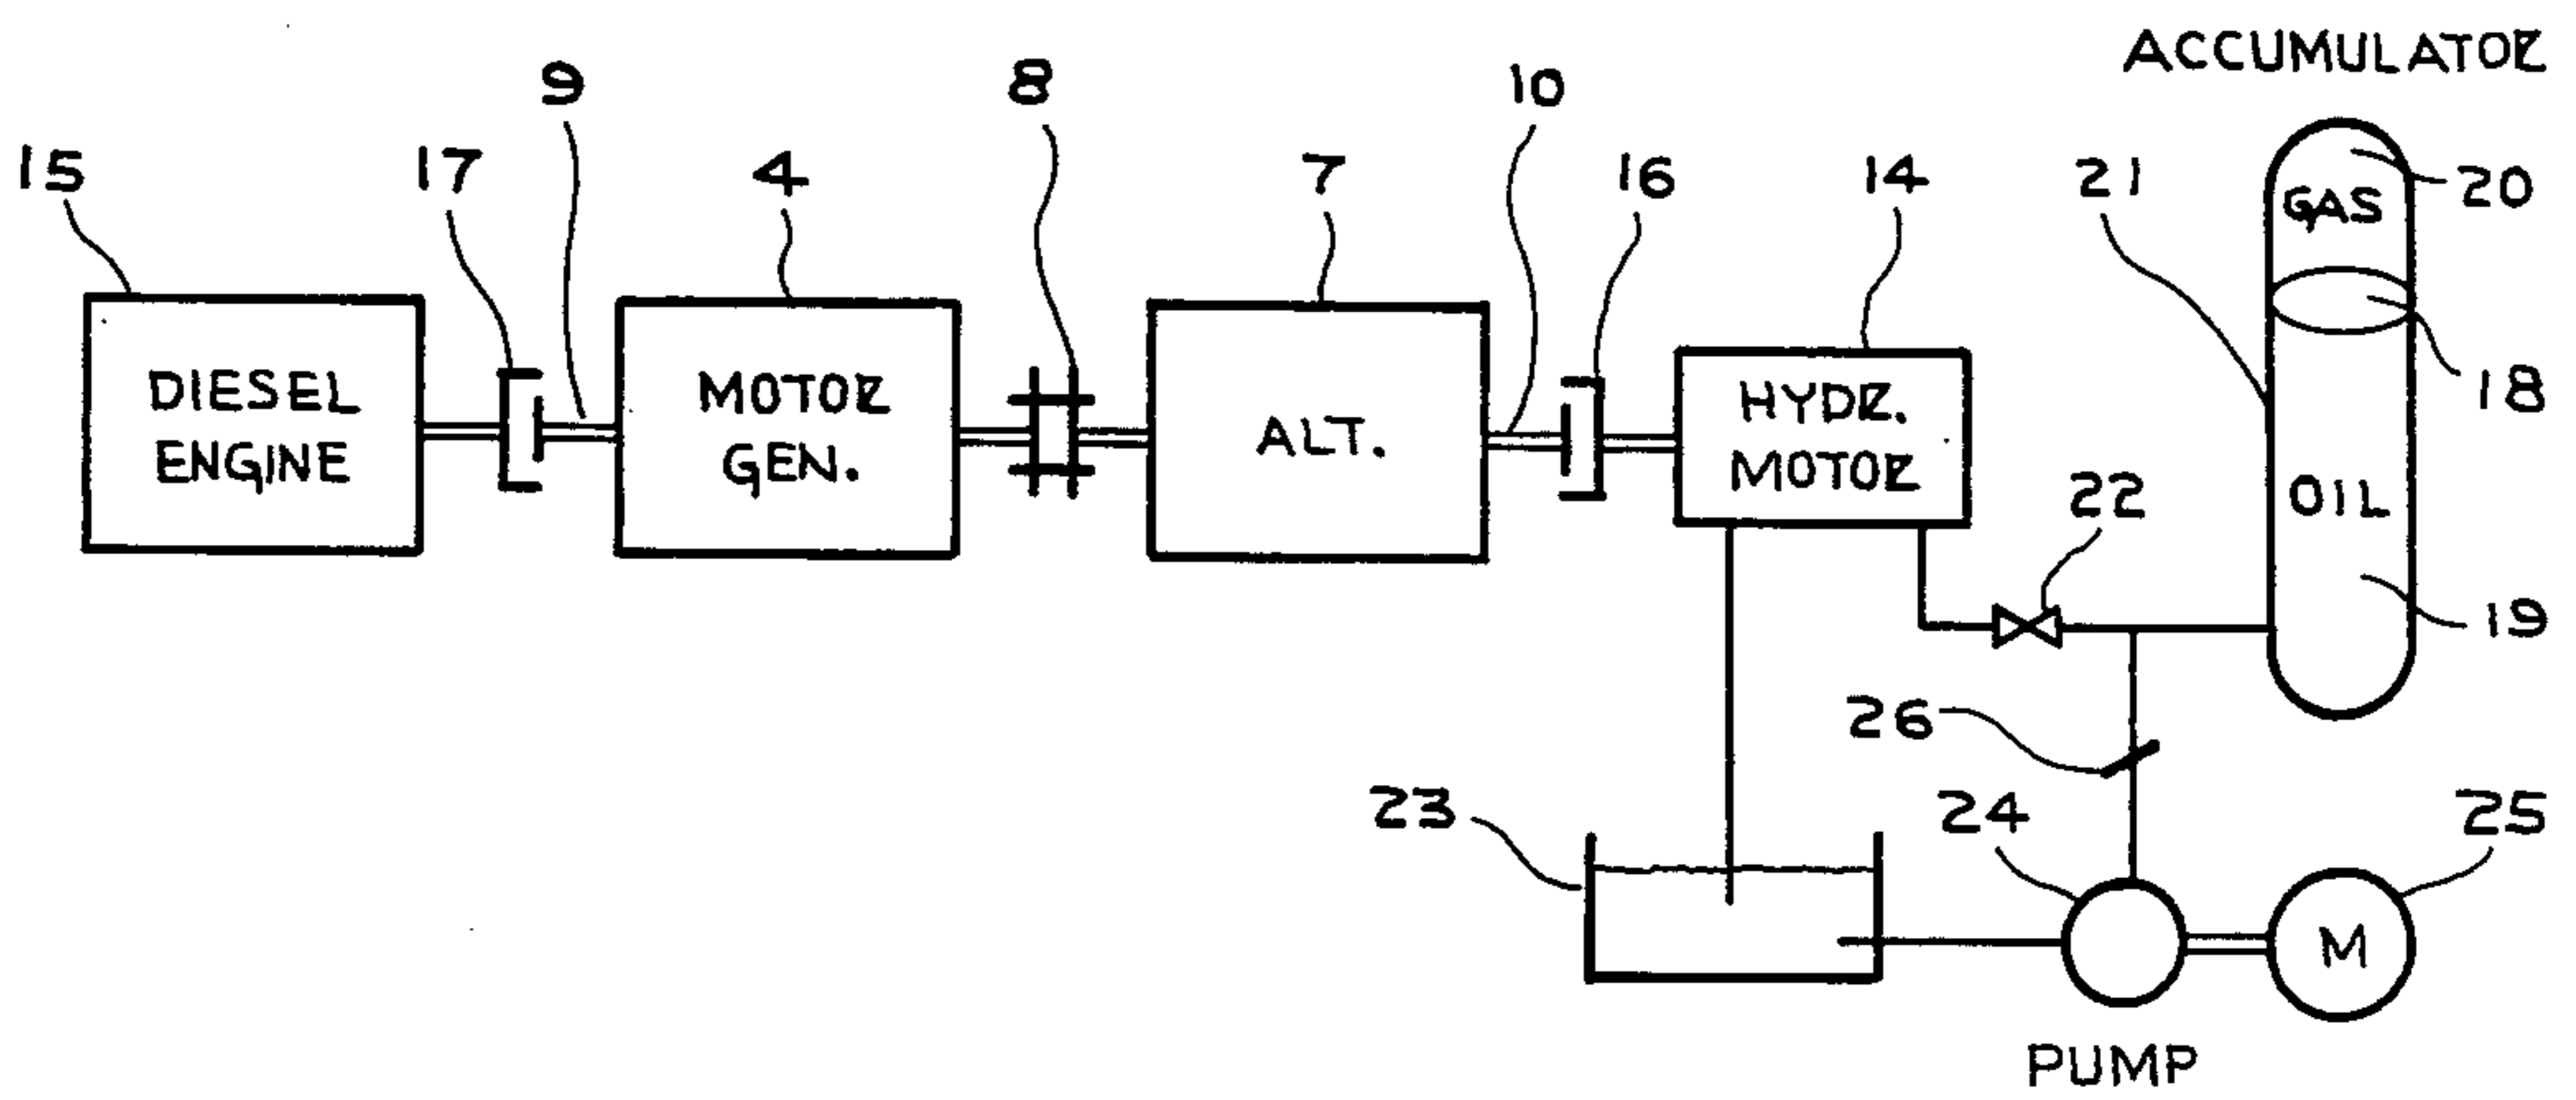 ACCUMULATOR
9
8
10
15
17
4
7
16
14
21
20
GAS
DIESEL
ENGINE
MOTOR
GEN.
ALT.
HYDR.
MOTOR
18
22
OIL
19
26
23
24
25
M
PUMP